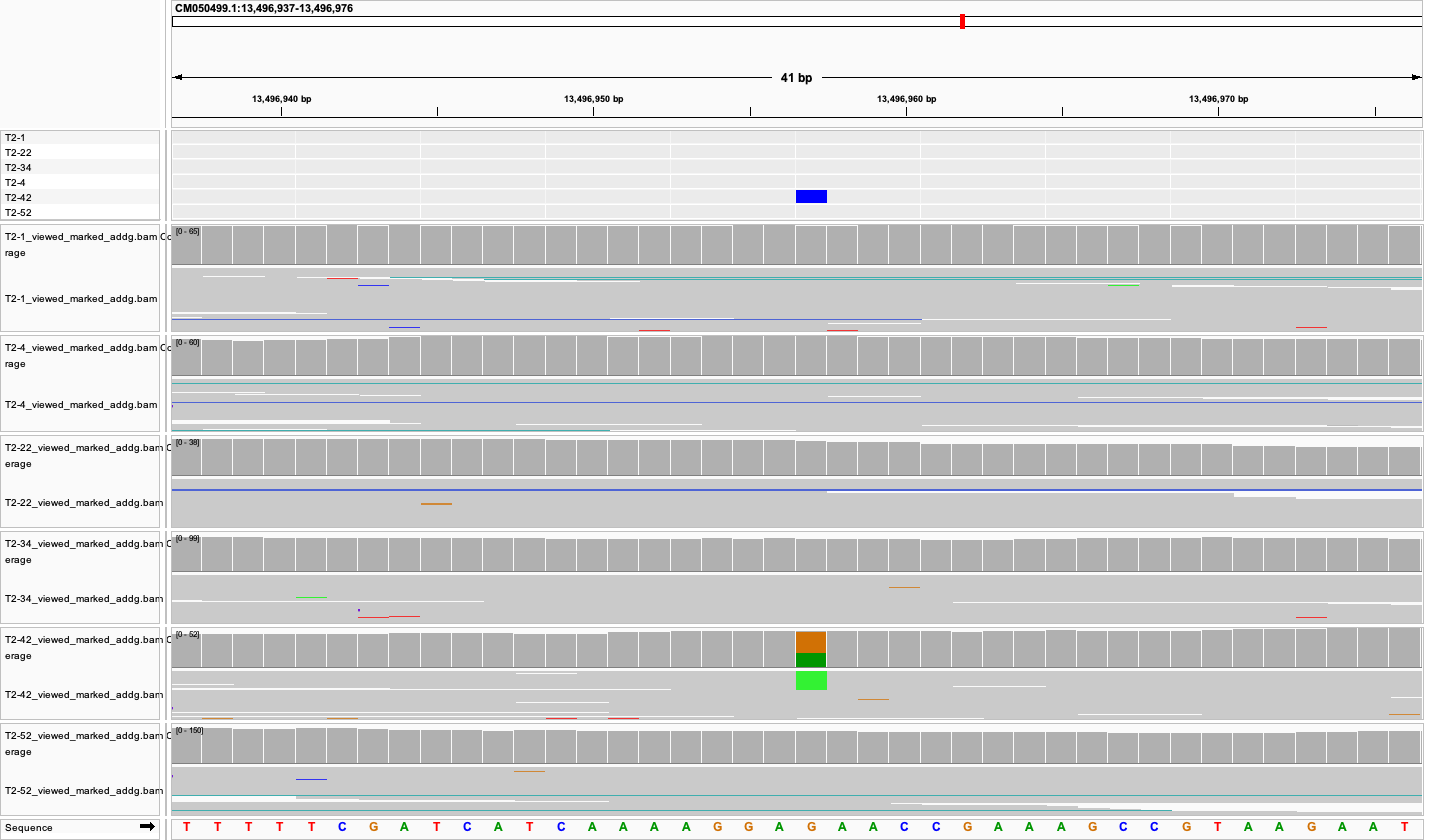 CM050499.1:13,496,937-13,496,976
41 bp
13,496,940 bp 13,496,950 bp 13,496,960 bp 13,496,970 bp
T2-1
T2-22
T2-34
T2-4
T2-42
T2-52
T2-1_viewed_marked_addg.bam Co
rage
[0 - 65]
T2-1_viewed_marked_addg.bam
T2-4_viewed_marked_addg.bam Co
rage
[0 - 60]
T2-4_viewed_marked_addg.bam
T2-22_viewed_marked_addg.bam C
erage
[0 - 38]
T2-22_viewed_marked_addg.bam
T2-34_viewed_marked_addg.bam C
erage
[0 - 99]
T2-34_viewed_marked_addg.bam
T2-42_viewed_marked_addg.bam C
erage
[0 - 52]
T2-42_viewed_marked_addg.bam
T2-52_viewed_marked_addg.bam C
erage
[0 - 150]
T2-52_viewed_marked_addg.bam
Sequence T T T T T C G A T C A T C A A A A G G A G A A C C G A A A G C C G T A A G A A T